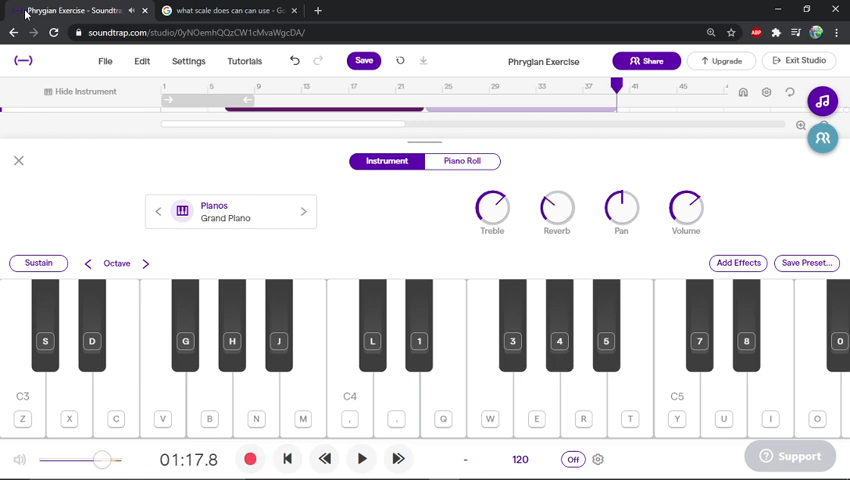 Phrygian Exercise - Soundtra
what scale does can can use - Go
soundtrap.com/studio/0yNOemhQQzCW1cMvaWgcDA/
File Edit Settings Tutorials Save Phrygian Exercise Share Upgrade Exit Studio
Hide Instrument 1 5 9 13 17 21 25 29 33 37 41 45
Instrument Piano Roll
Pianos
Grand Piano
Treble Reverb Pan Volume
Sustain Octave Add Effects Save Preset...
S D G H J L 1 3 4 5 7 8 0
C3 C4 C5
Z X C V B N M , . Q W E R T Y U I O
01:17.8 - 120 Off Support